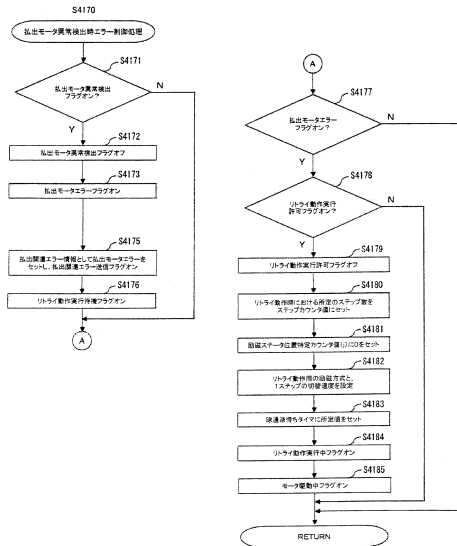 S4170
払出モータ異常検出時エラー制御処理
S4171
払出モータ異常検出
フラグオン?
N
Y
S4172
払出モータ異常検出フラグオフ
S4173
払出モータエラーフラグオン
S4175
払出関連エラー情報として払出モータエラーを
セットし、払出関連エラー送信フラグオン
S4176
リトライ動作実行待機フラグオン
A
A
S4177
払出モータエラー
フラグオン?
N
Y
S4178
リトライ動作実行
許可フラグオン?
N
Y
S4179
リトライ動作実行許可フラグオフ
S4180
リトライ動作時における所定のステップ数を
ステップカウンタ値にセット
S4181
励磁ステータ位置特定カウンタ値(j)に0をセット
S4182
リトライ動作用の励磁方式と、
1ステップの切替速度を設定
S4183
球通過待ちタイマに所定値をセット
S4184
リトライ動作実行中フラグオン
S4185
モータ駆動中フラグオン
RETURN